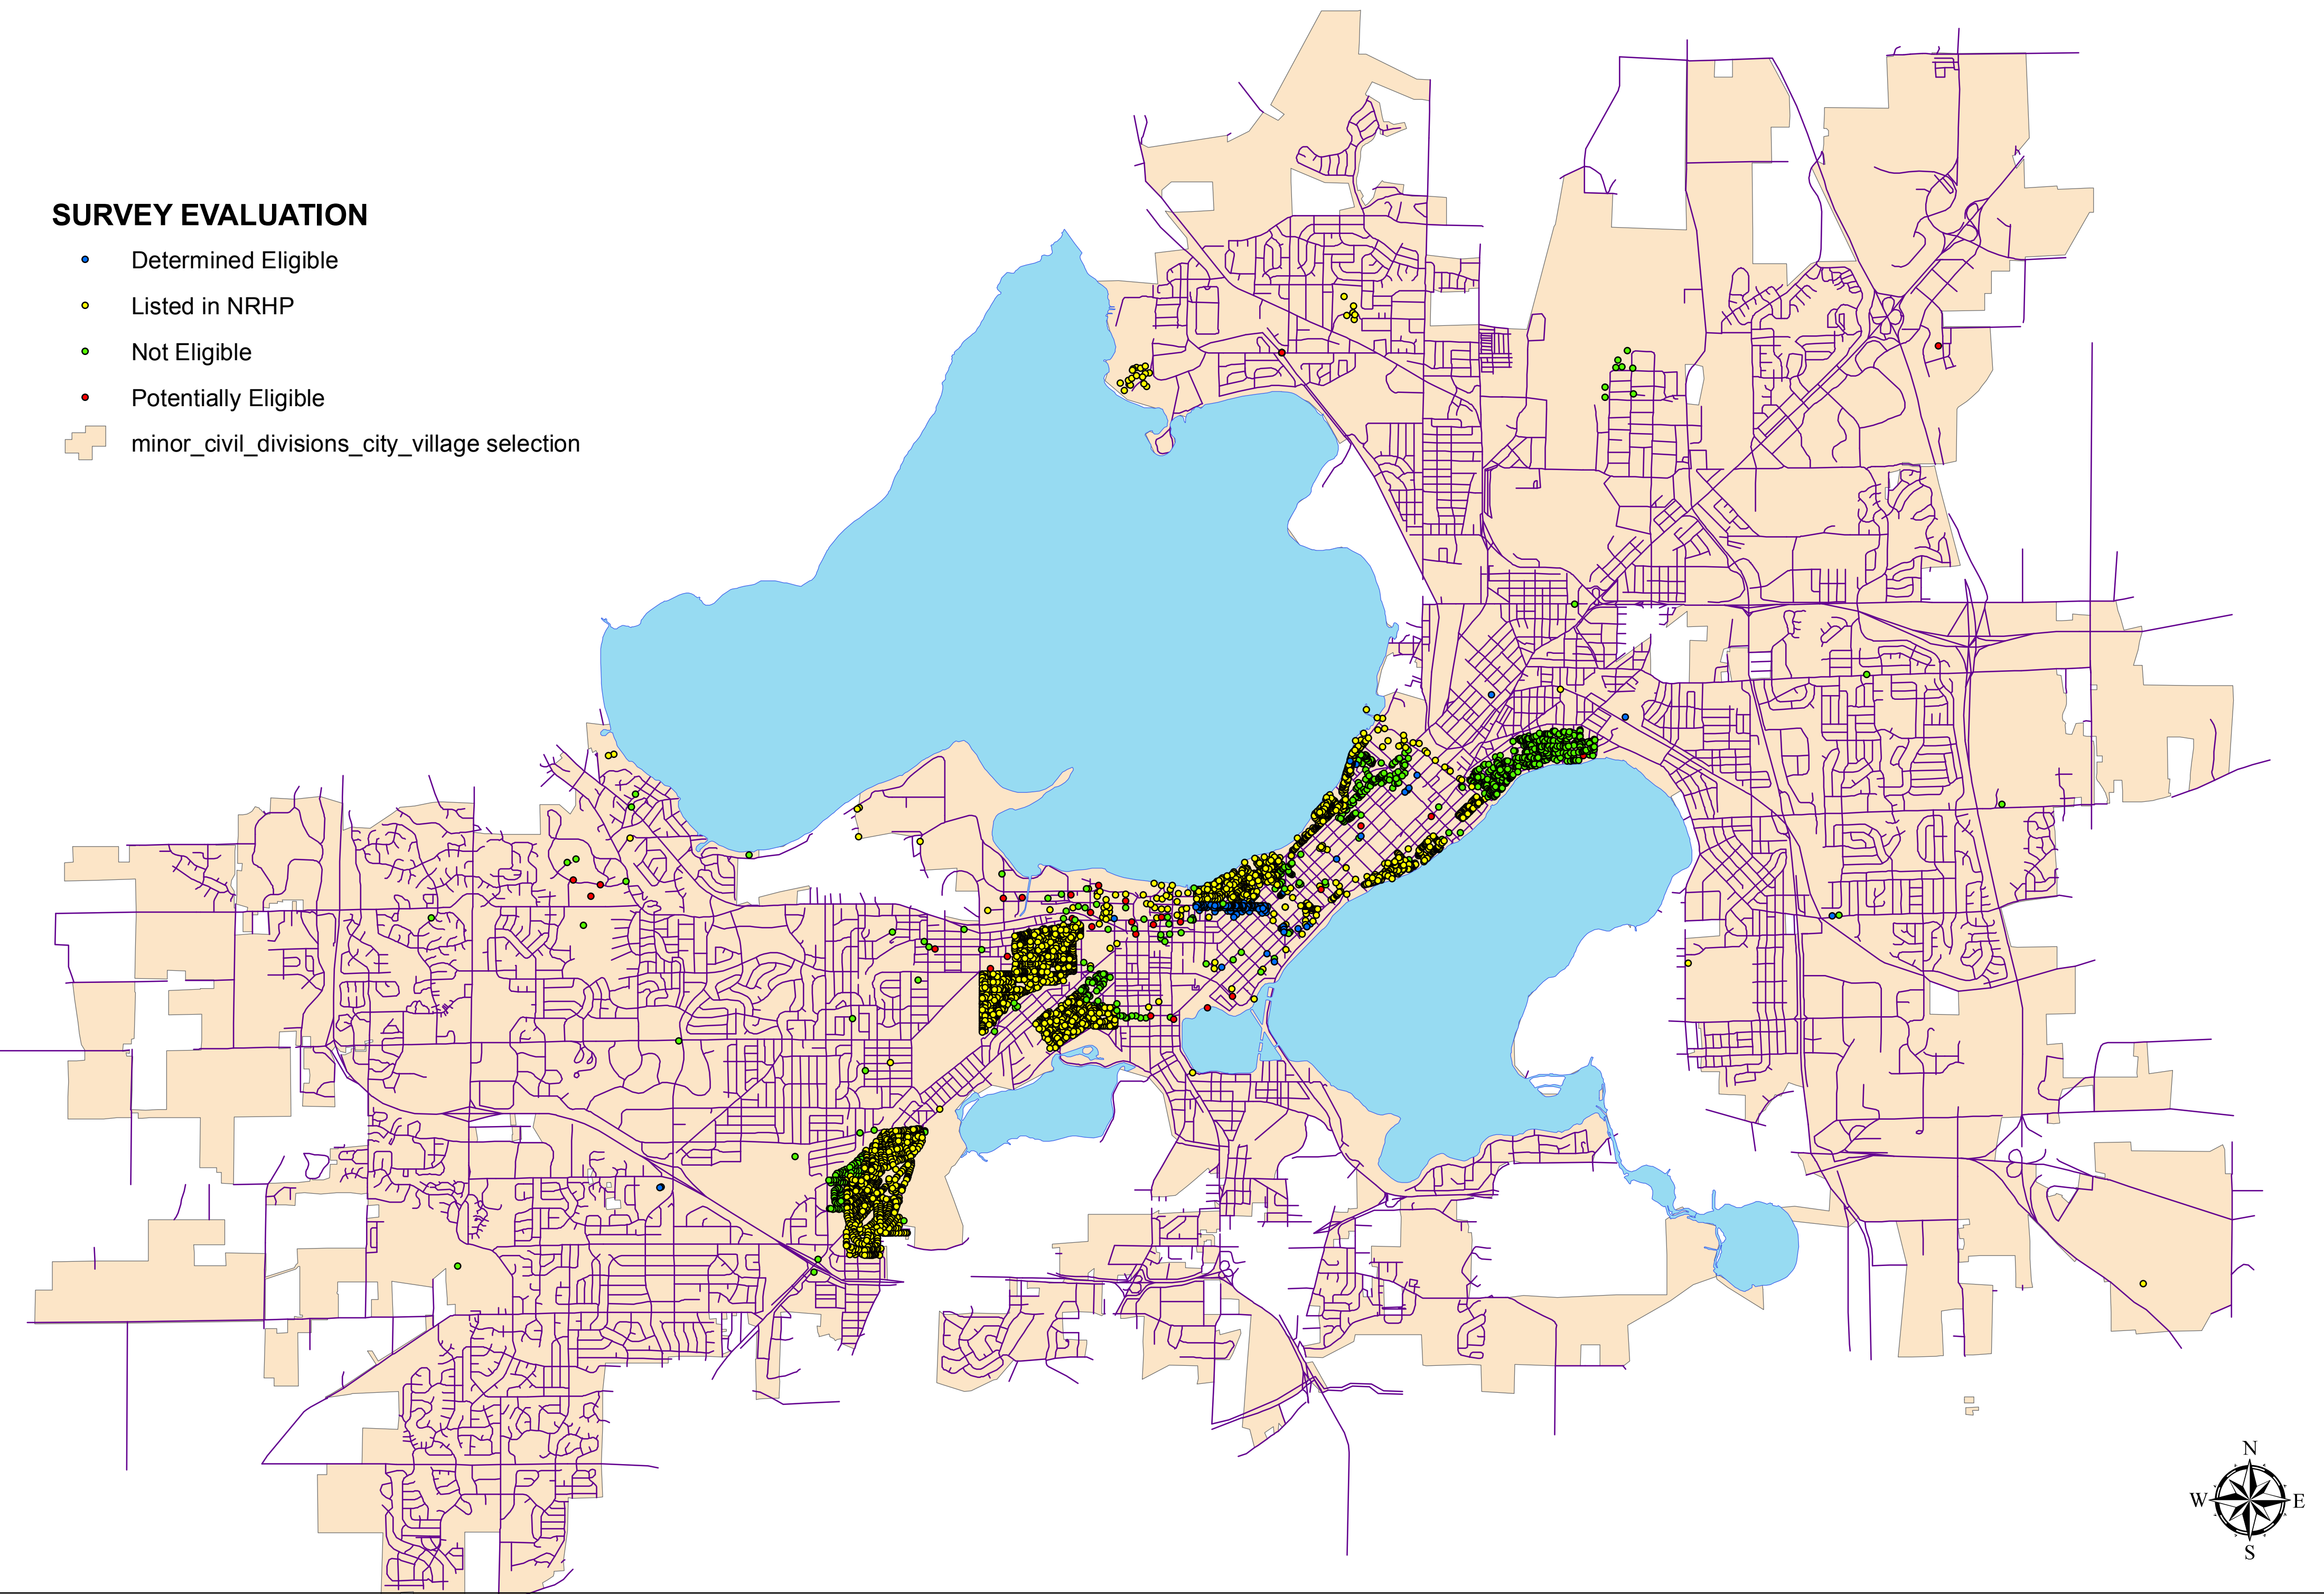 SURVEY EVALUATION
Determined Eligible
Listed in NRHP
Not Eligible
Potentially Eligible
minor_civil_divisions_city_village selection
N
W E
S